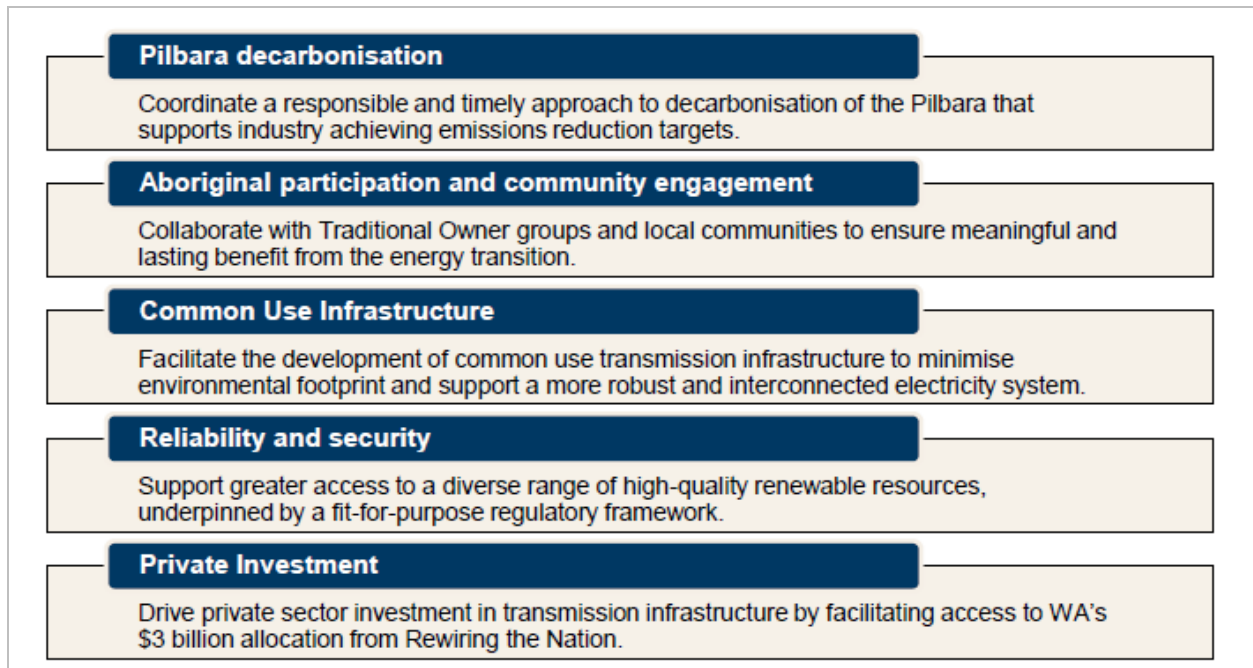 Pilbara decarbonisation
Coordinate a responsible and timely approach to decarbonisation of the Pilbara that
supports industry achieving emissions reduction targets.
Aboriginal participation and community engagement
Collaborate with Traditional Owner groups and local communities to ensure meaningful and
lasting benefit from the energy transition.
Common Use Infrastructure
Facilitate the development of common use transmission infrastructure to minimise
environmental footprint and support a more robust and interconnected electricity system.
Reliability and security
Support greater access to a diverse range of high-quality renewable resources,
underpinned by a fit-for-purpose regulatory framework.
Private Investment
Drive private sector investment in transmission infrastructure by facilitating access to WA's
$3 billion allocation from Rewiring the Nation.